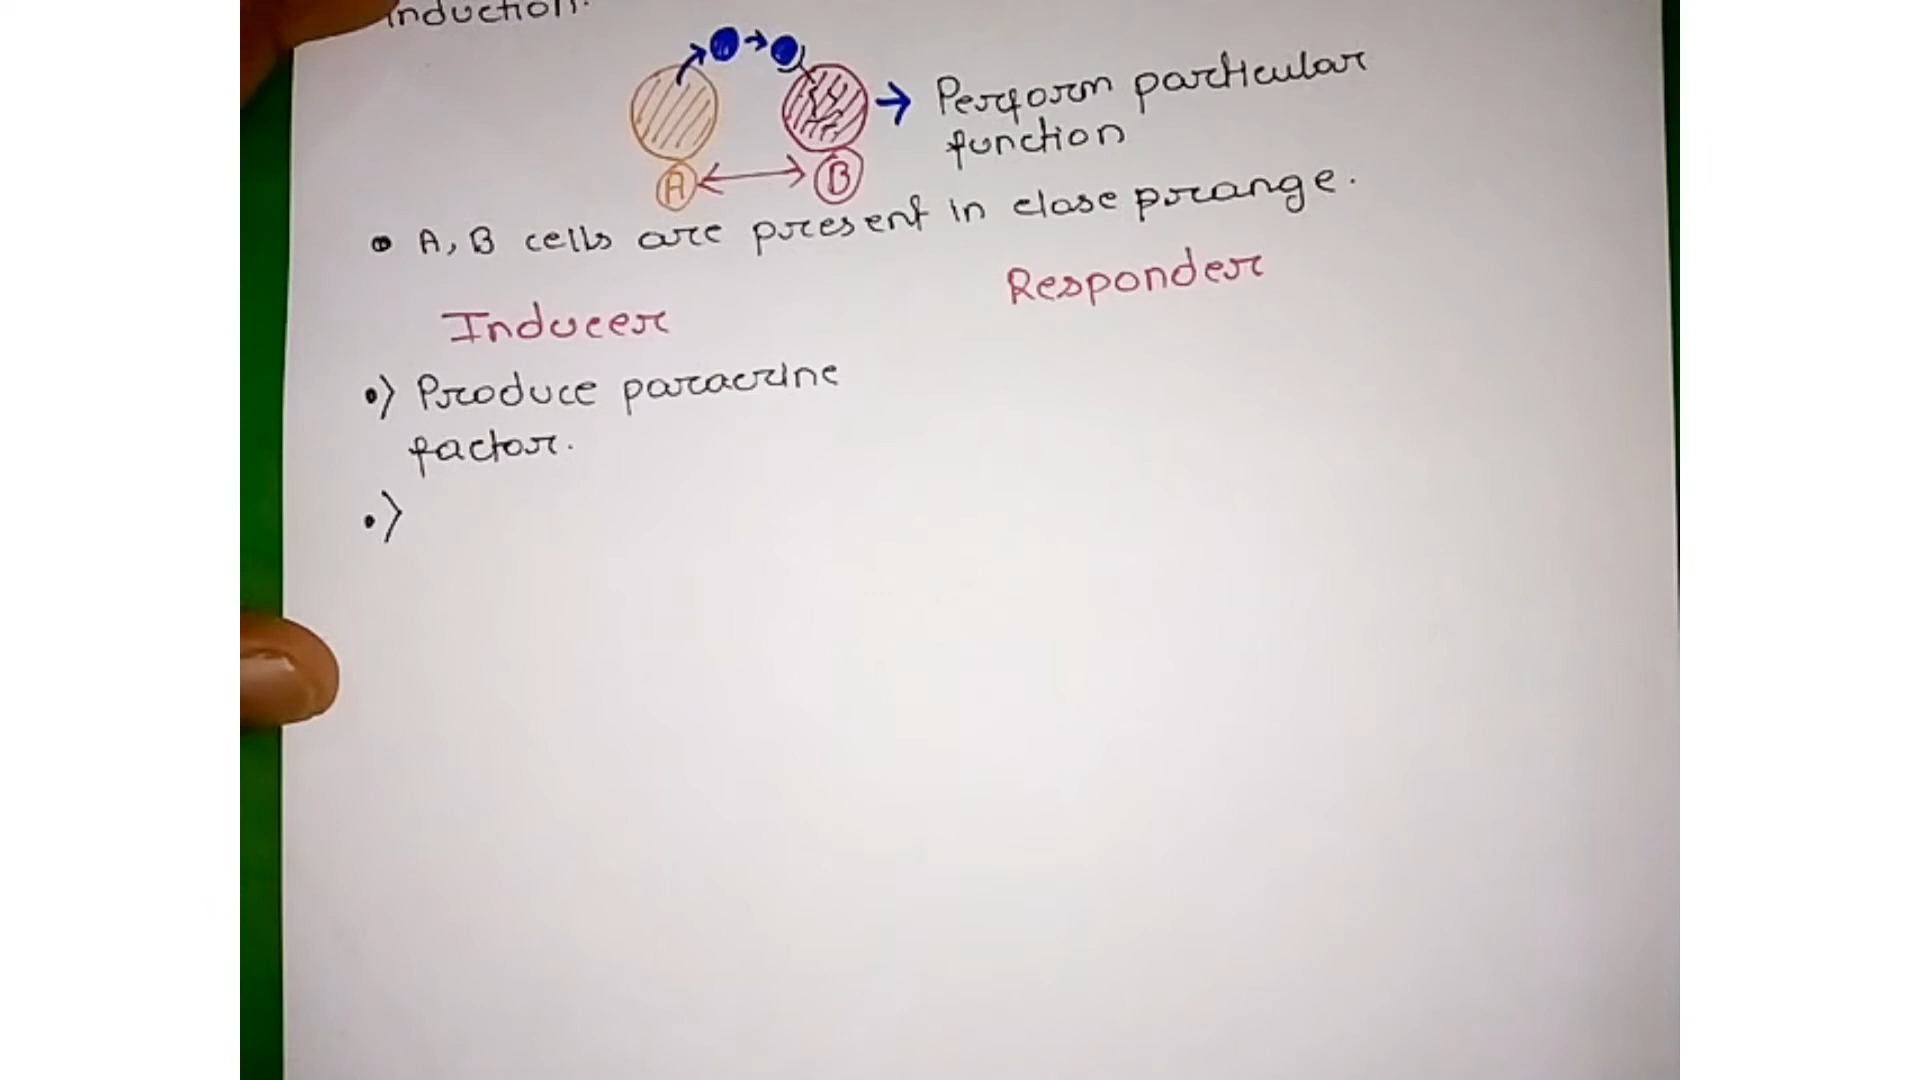 induction.
→ Perform particular
function
A ↔ B
• A, B cells are present in close prange.
Responder
Inducer
•) Produce paracrine
factor.
•)